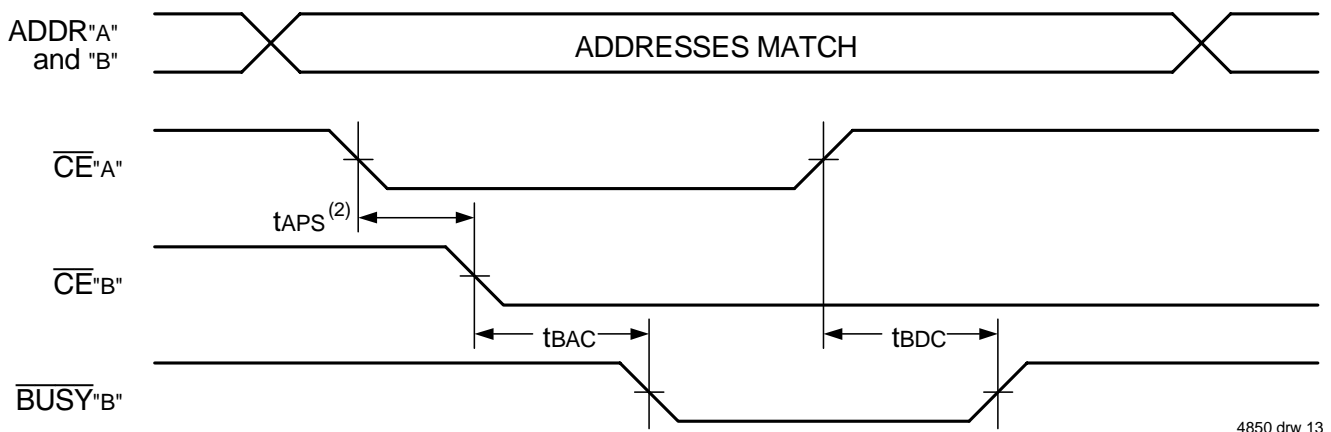 ADDR"A"
and "B"
ADDRESSES MATCH
CE"A"
tAPS(2)
CE"B"
tBAC
tBDC
BUSY"B"
4850 drw 13